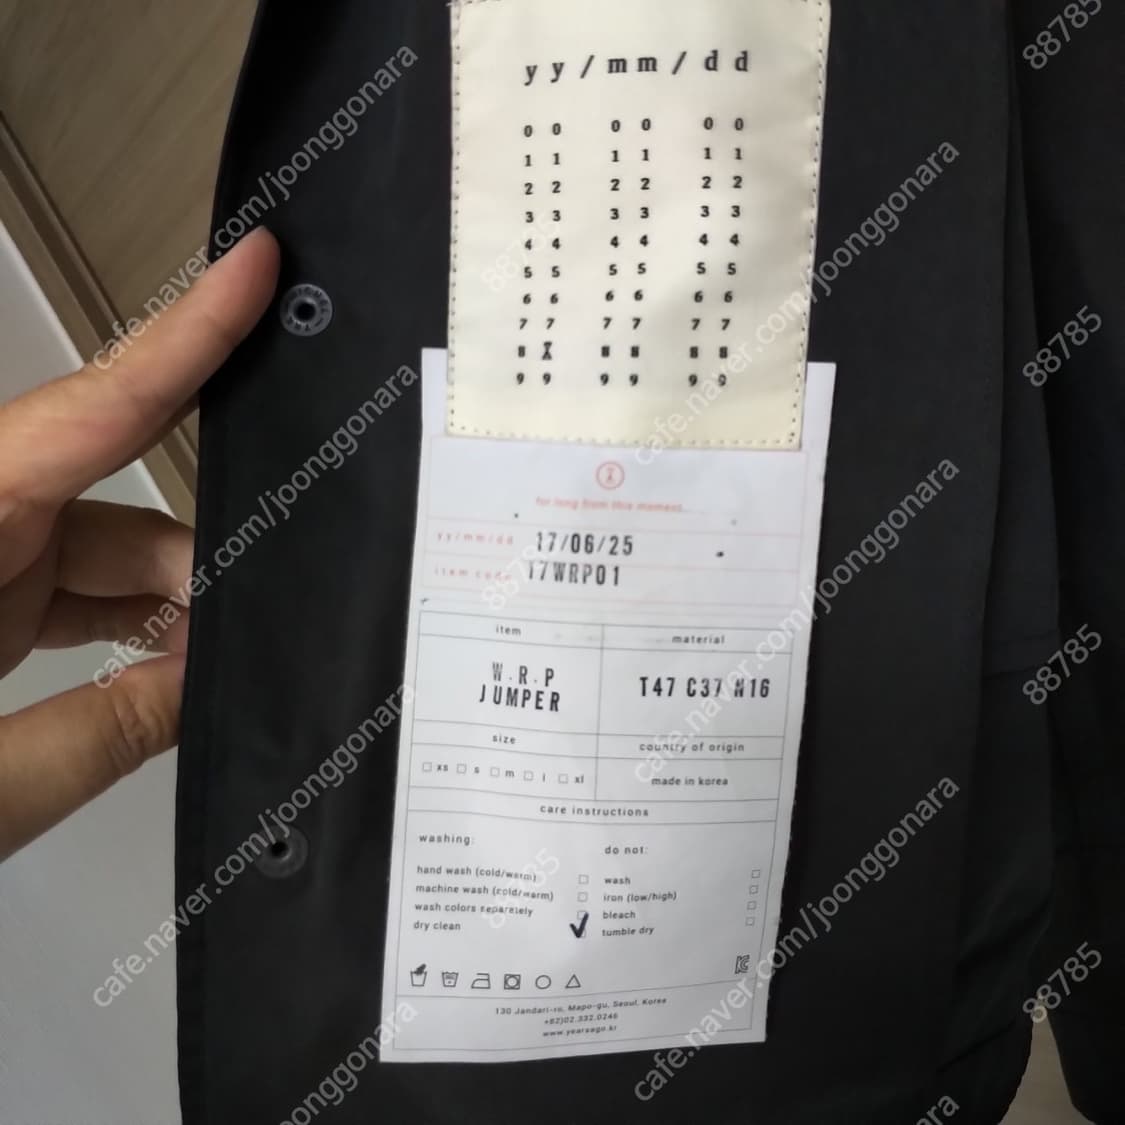 yy/mm/dd
0 0 0 0 0 0
1 1 1 1 1 1
2 2 2 2 2 2
3 3 3 3 3 3
4 4 4 4 4 4
5 5 5 5 5 5
6 6 6 6 6 6
7 7 7 7 7 7
8 8 8 8 8
9 9 9 9 9 9
for long from this moment
yy/mm/dd 17/06/25
item code 17WRP01
item material
W.R.P T47 C37 N16
JUMPER
size country of origin
xs s m l xl made in korea
care instructions
washing: do not:
hand wash (cold/warm) wash
machine wash (cold/warm) iron (low/high)
wash colors separately bleach
dry clean tumble dry
130 Jandari-ro, Mapo-gu, Seoul, Korea
+82)02.332.0246
www.yearsago.kr
cafe.naver.com/joonggonara
88785